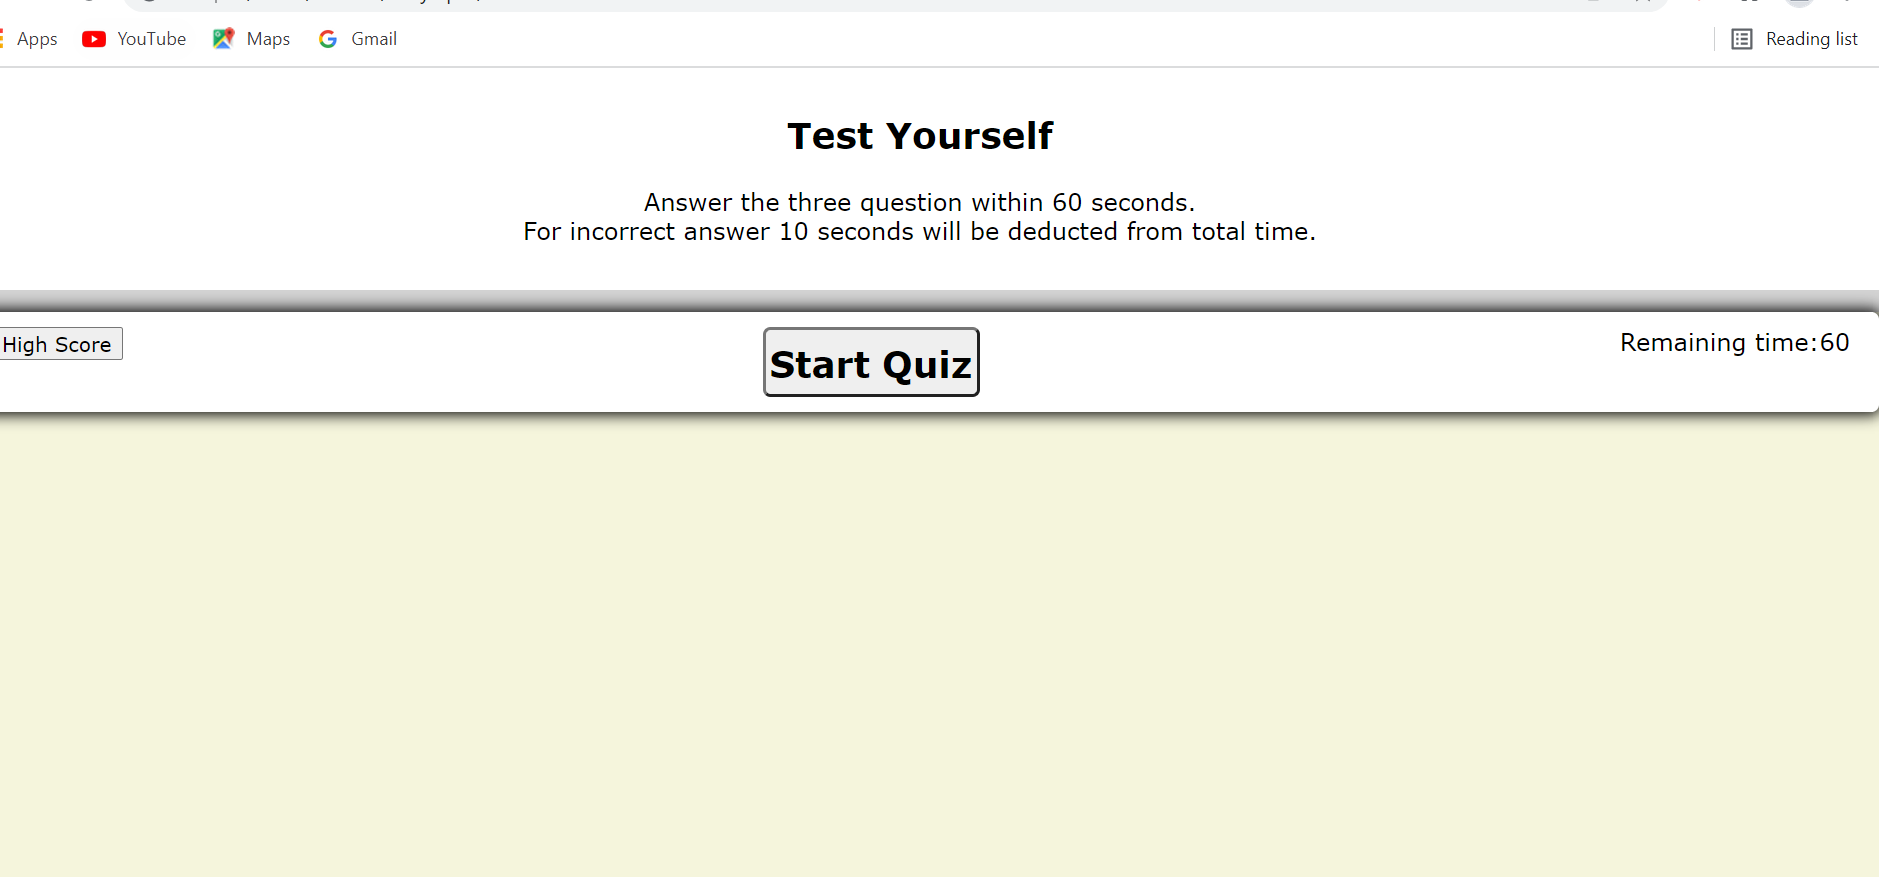 Apps YouTube Maps Gmail Reading list
Test Yourself
Answer the three question within 60 seconds.
For incorrect answer 10 seconds will be deducted from total time.
High Score Start Quiz Remaining time:60